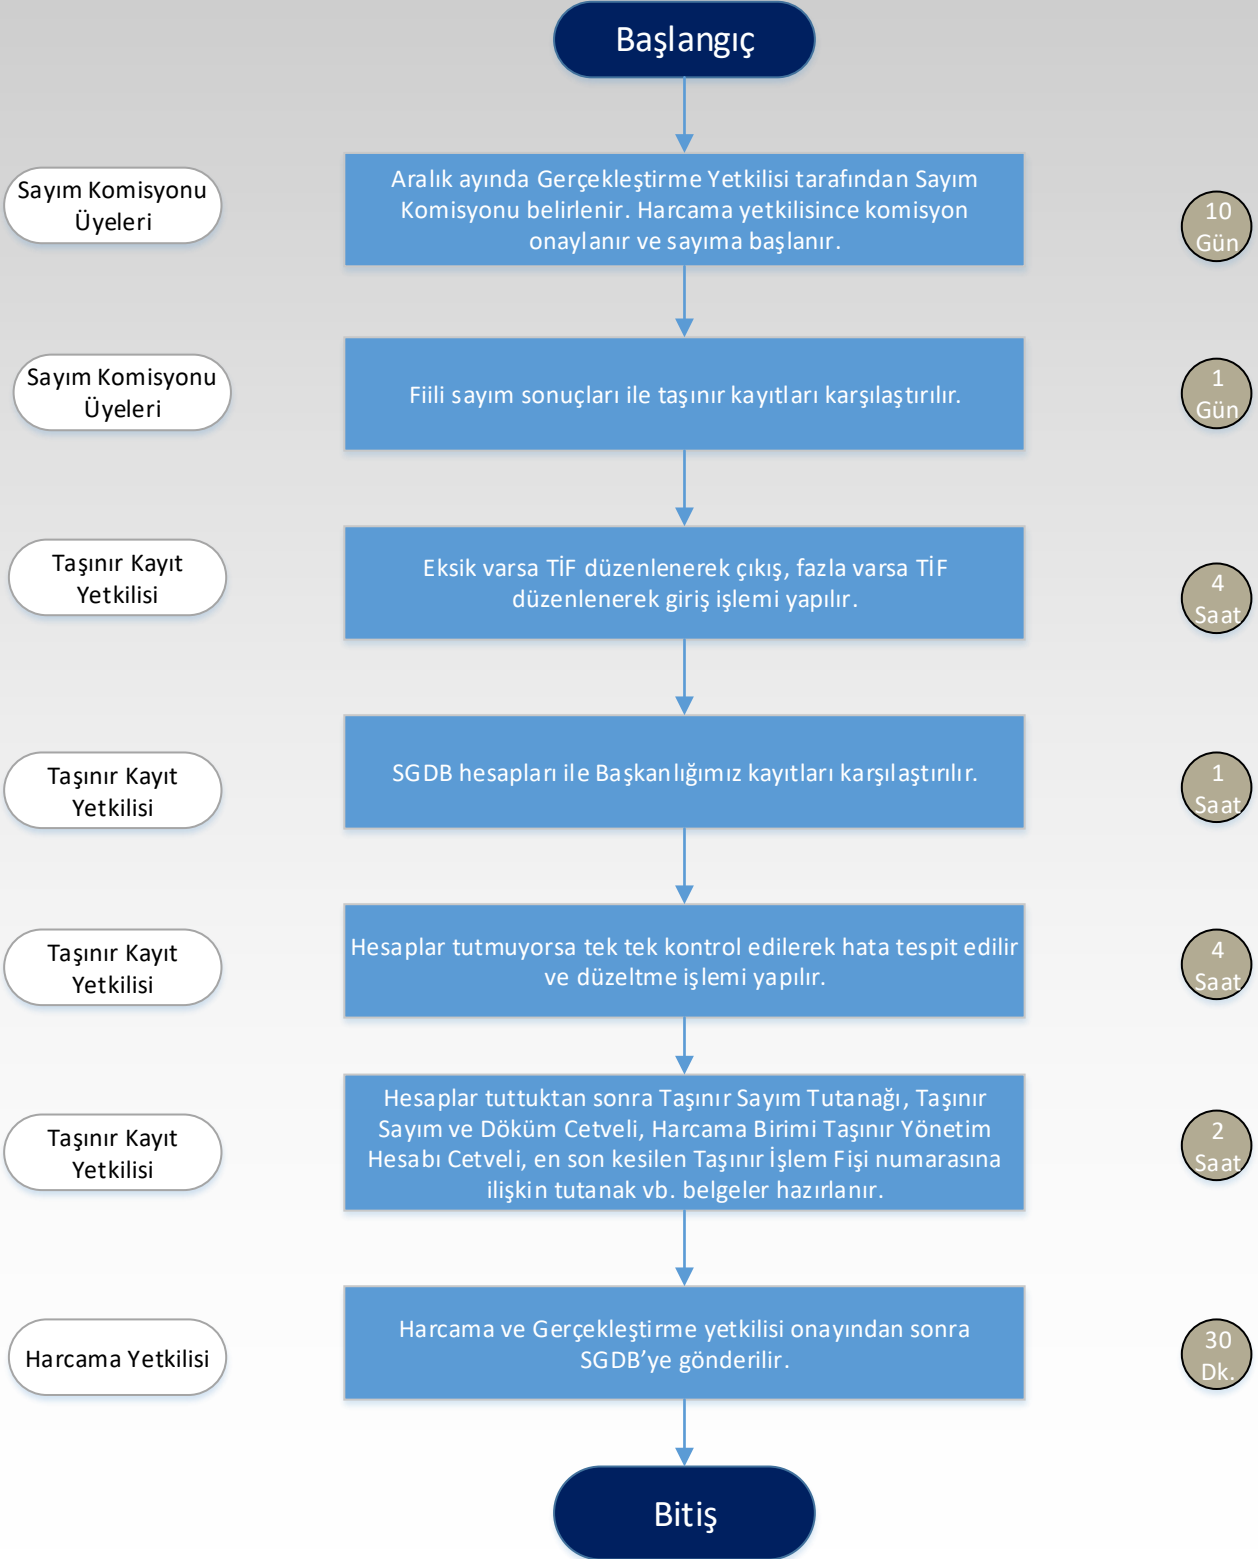 Başlangıç
Sayım Komisyonu
Üyeleri
Aralık ayında Gerçekleştirme Yetkilisi tarafından Sayım
Komisyonu belirlenir. Harcama yetkilisince komisyon
onaylanır ve sayıma başlanır.
10
Gün
Sayım Komisyonu
Üyeleri
Fiili sayım sonuçları ile taşınır kayıtları karşılaştırılır.
1
Gün
Taşınır Kayıt
Yetkilisi
Eksik varsa TİF düzenlenerek çıkış, fazla varsa TİF
düzenlenerek giriş işlemi yapılır.
4
Saat
Taşınır Kayıt
Yetkilisi
SGDB hesapları ile Başkanlığımız kayıtları karşılaştırılır.
1
Saat
Taşınır Kayıt
Yetkilisi
Hesaplar tutmuyorsa tek tek kontrol edilerek hata tespit edilir
ve düzeltme işlemi yapılır.
4
Saat
Taşınır Kayıt
Yetkilisi
Hesaplar tuttuktan sonra Taşınır Sayım Tutanağı, Taşınır
Sayım ve Döküm Cetveli, Harcama Birimi Taşınır Yönetim
Hesabı Cetveli, en son kesilen Taşınır İşlem Fişi numarasına
ilişkin tutanak vb. belgeler hazırlanır.
2
Saat
Harcama Yetkilisi
Harcama ve Gerçekleştirme yetkilisi onayından sonra
SGDB’ye gönderilir.
30
Dk.
Bitiş